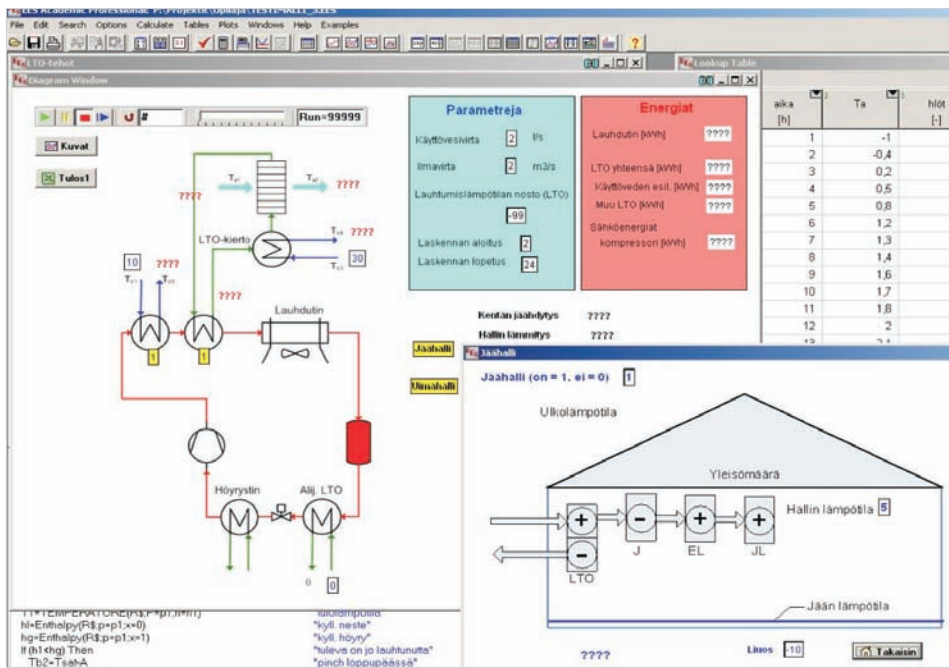 EES Academic Professional: P:\Projektit\Oppilaja\TESTIMALLI_3.EES
File Edit Search Options Calculate Tables Plots Windows Help Examples
LTO-tehot
Lookup Table
Diagram Window
#
Run=99999
Kuvat
Tulos1
????
????
LTO-kierto
30
10
????
????
Lauhdutin
1
1
Höyrystin
Alij. LTO
0
0
Parametreja
Käyttövesivirta 2 l/s
Ilmavirta 2 m3/s
Lauhtumislämpötilan nosto (LTO)
-99
Laskennan aloitus 2
Laskennan lopetus 24
Energiat
Lauhdutin [kWh] ????
LTO yhteensä [kWh] ????
Käyttöveden esil. [kWh] ????
Muu LTO [kWh] ????
Sähköenergiat
kompressori [kWh] ????
Kentän jäähdytys ????
Hallin lämmitys ????
Jäähalli
Uimahalli
aika Ta hlöt
[h] [-]
1 -1
2 -0,4
3 0,2
4 0,5
5 0,8
6 1,2
7 1,3
8 1,4
9 1,6
10 1,7
11 1,8
12 2
Jäähalli
Jäähalli (on = 1, ei = 0) 1
Ulkolämpötila
Yleisömäärä
Hallin lämpötila 5
J EL JL
LTO
Jään lämpötila
???? Liuos -10 Takaisin
T1=TEMPERATURE(R$;P=p1;h=h1) "tulolämpötila"
hl=Enthalpy(R$;p=p1;x=0) "kyll. neste"
hg=Enthalpy(R$;p=p1;x=1) "kyll. höyry"
If (h1<hg) Then "tuleva on jo lauhtunutta"
Tb2=Tsat-A "pinch loppupäässä"